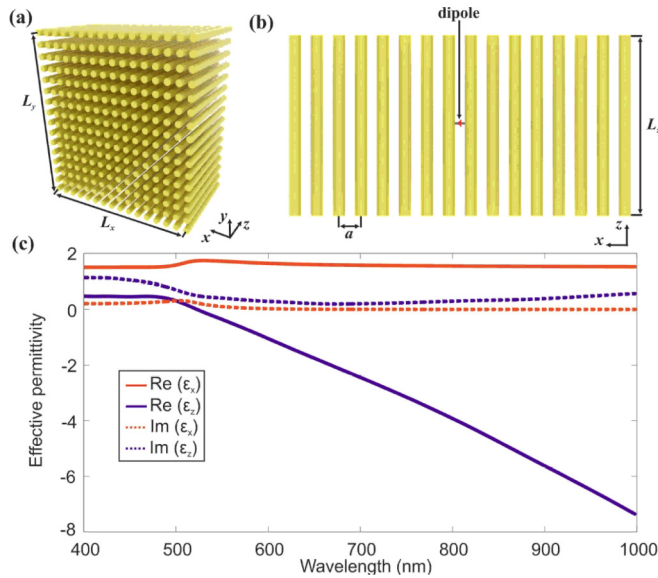 (a)
L_y
L_x
y
z
x
(b)
dipole
a
z
x
(c)
2
0
-2
-4
-6
-8
Effective permittivity
Re (ε_x)
Re (ε_z)
Im (ε_x)
Im (ε_z)
400
500
600
700
800
900
1000
Wavelength (nm)